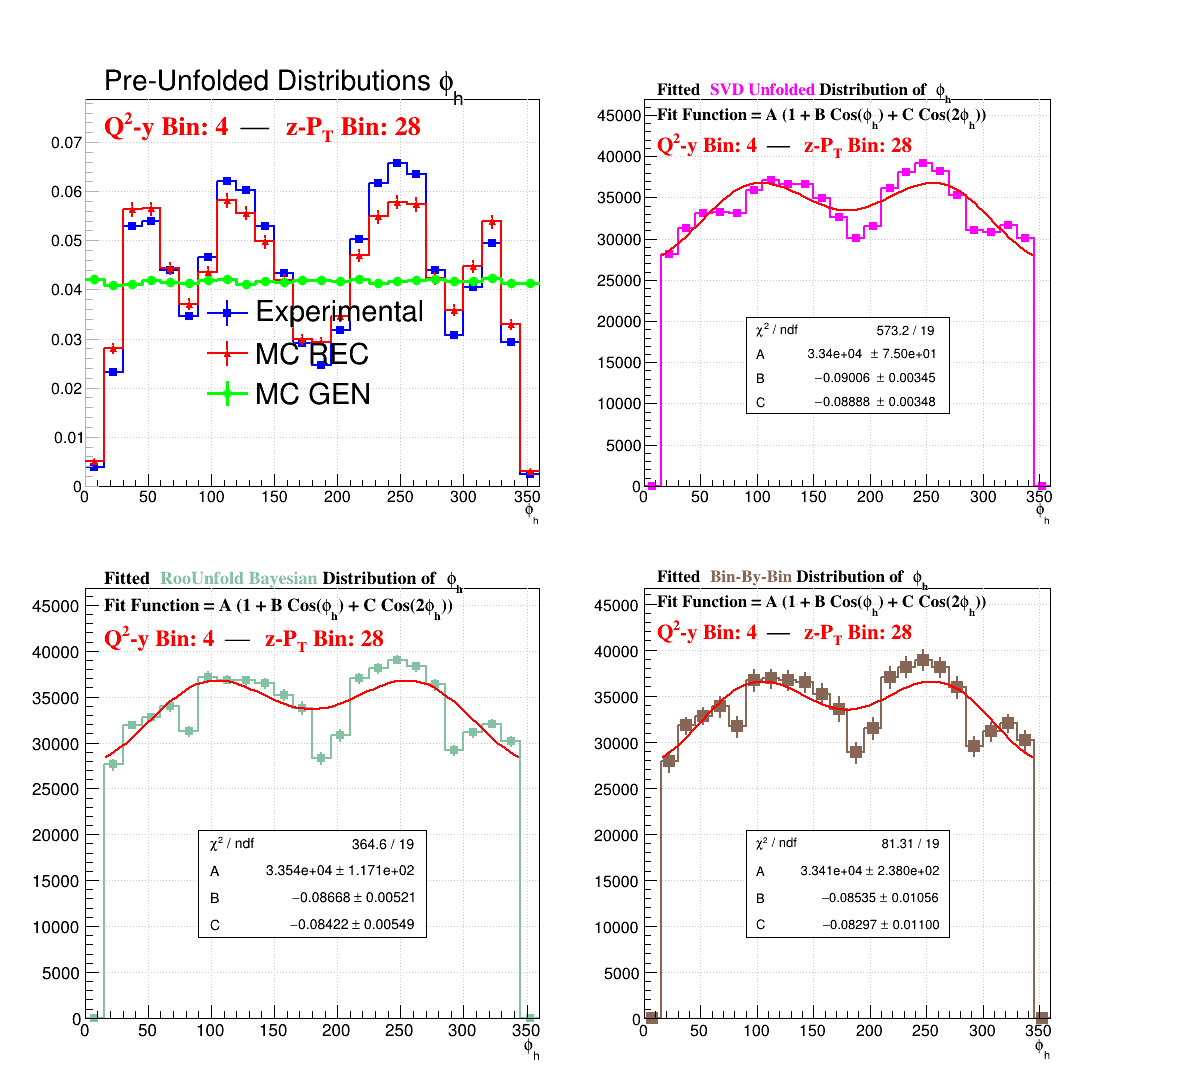 Pre-Unfolded Distributions ϕh
Q²-y Bin: 4 — z-PT Bin: 28
0.07
0.06
0.05
0.04
0.03
0.02
0.01
0
Experimental
MC REC
MC GEN
0 50 100 150 200 250 300 350
ϕh
Fitted SVD Unfolded Distribution of ϕh
Fit Function = A (1 + B Cos(ϕh) + C Cos(2ϕh))
Q²-y Bin: 4 — z-PT Bin: 28
45000
40000
35000
30000
25000
20000
15000
10000
5000
0
χ² / ndf 573.2 / 19
A 3.34e+04 ± 7.50e+01
B −0.09006 ± 0.00345
C −0.08888 ± 0.00348
0 50 100 150 200 250 300 350
ϕh
Fitted RooUnfold Bayesian Distribution of ϕh
Fit Function = A (1 + B Cos(ϕh) + C Cos(2ϕh))
Q²-y Bin: 4 — z-PT Bin: 28
45000
40000
35000
30000
25000
20000
15000
10000
5000
0
χ² / ndf 364.6 / 19
A 3.354e+04 ± 1.171e+02
B −0.08668 ± 0.00521
C −0.08422 ± 0.00549
0 50 100 150 200 250 300 350
ϕh
Fitted Bin-By-Bin Distribution of ϕh
Fit Function = A (1 + B Cos(ϕh) + C Cos(2ϕh))
Q²-y Bin: 4 — z-PT Bin: 28
45000
40000
35000
30000
25000
20000
15000
10000
5000
0
χ² / ndf 81.31 / 19
A 3.341e+04 ± 2.380e+02
B −0.08535 ± 0.01056
C −0.08297 ± 0.01100
0 50 100 150 200 250 300 350
ϕh